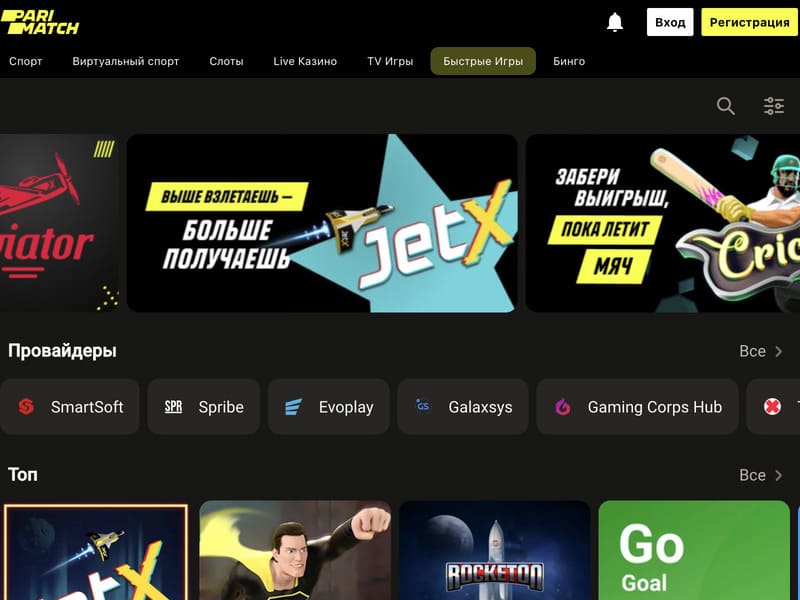 PARI
MATCH
Вход
Регистрация
Спорт
Виртуальный спорт
Слоты
Live Казино
TV Игры
Быстрые Игры
Бинго
ВЫШЕ ВЗЛЕТАЕШЬ –
БОЛЬШЕ
ПОЛУЧАЕШЬ
JetX
ЗАБЕРИ
ВЫИГРЫШ,
ПОКА ЛЕТИТ
МЯЧ
Провайдеры
Все
SmartSoft
SPR
Spribe
Evoplay
GS
Galaxsys
Gaming Corps Hub
Топ
Все
JetX
ROCKETON
Go
Goal